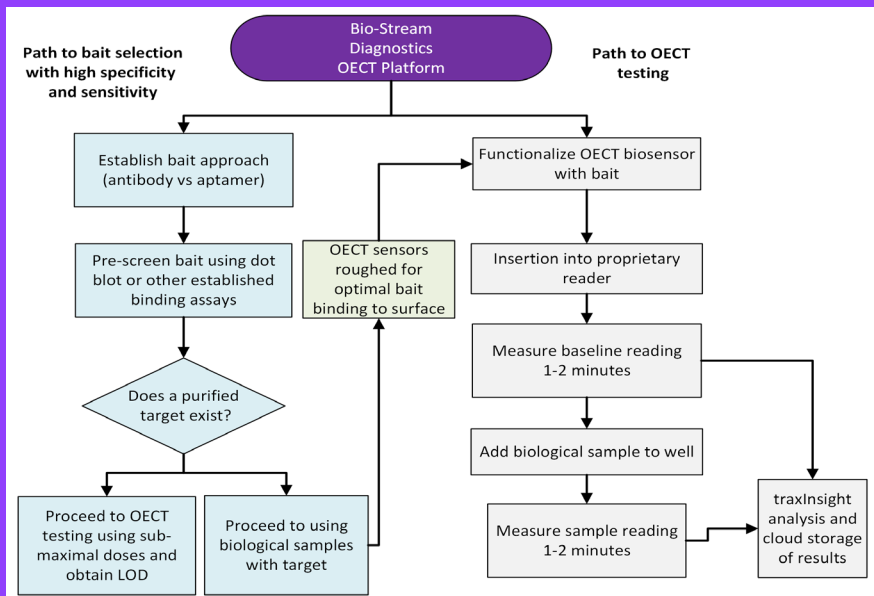 Bio-Stream
Diagnostics
OECT Platform
Path to bait selection
with high specificity
and sensitivity
Path to OECT
testing
Establish bait approach
(antibody vs aptamer)
Pre-screen bait using dot
blot or other established
binding assays
Does a purified
target exist?
Proceed to OECT
testing using sub-
maximal doses and
obtain LOD
Proceed to using
biological samples
with target
OECT sensors
roughed for
optimal bait
binding to surface
Functionalize OECT biosensor
with bait
Insertion into proprietary
reader
Measure baseline reading
1-2 minutes
Add biological sample to well
Measure sample reading
1-2 minutes
traxInsight
analysis and
cloud storage
of results